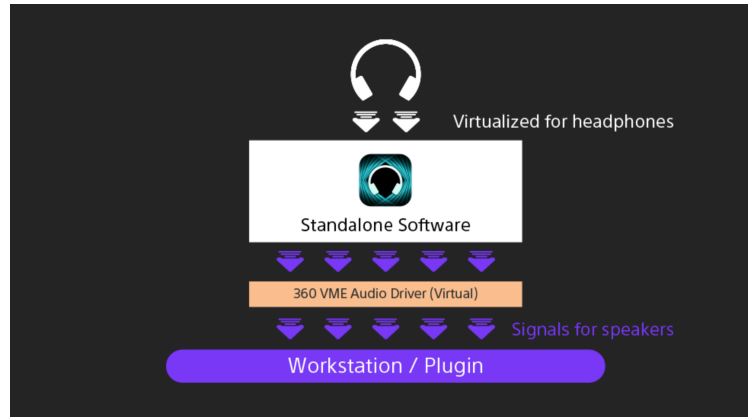 Virtualized for headphones
Standalone Software
360 VME Audio Driver (Virtual)
Signals for speakers
Workstation / Plugin